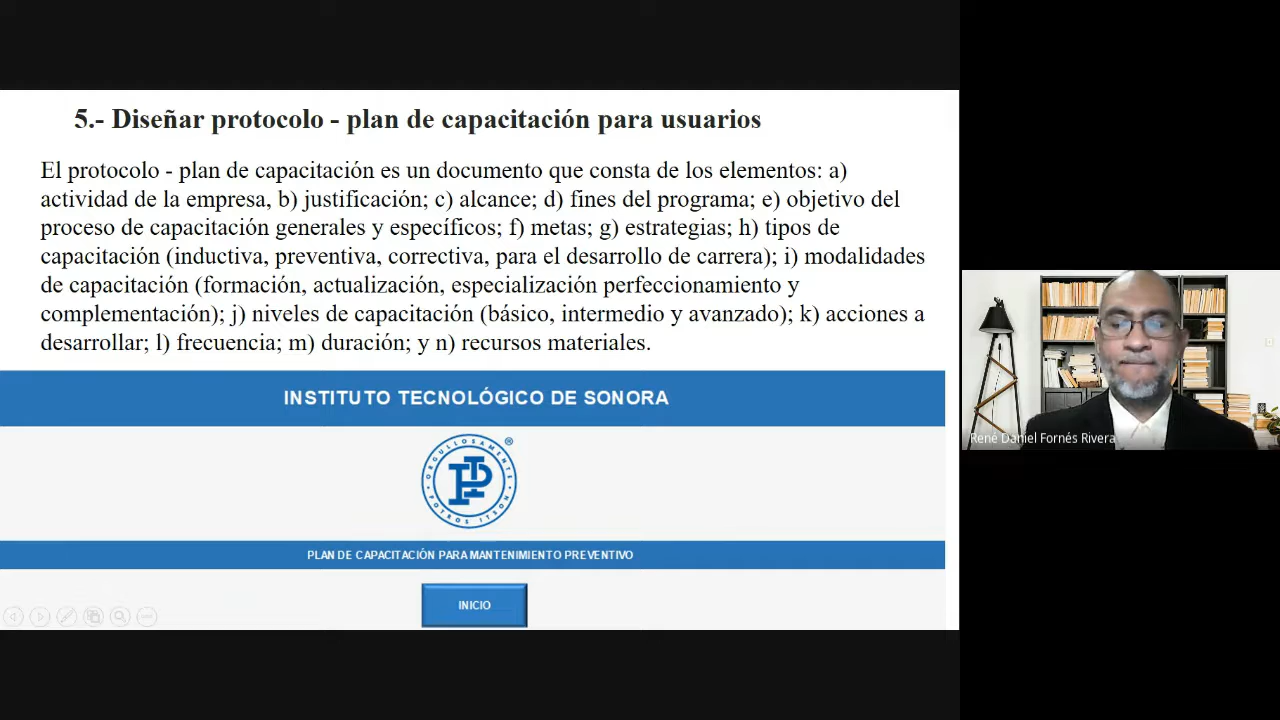 5.- Diseñar protocolo - plan de capacitación para usuarios
El protocolo - plan de capacitación es un documento que consta de los elementos: a)
actividad de la empresa, b) justificación; c) alcance; d) fines del programa; e) objetivo del
proceso de capacitación generales y específicos; f) metas; g) estrategias; h) tipos de
capacitación (inductiva, preventiva, correctiva, para el desarrollo de carrera); i) modalidades
de capacitación (formación, actualización, especialización perfeccionamiento y
complementación); j) niveles de capacitación (básico, intermedio y avanzado); k) acciones a
desarrollar; l) frecuencia; m) duración; y n) recursos materiales.
INSTITUTO TECNOLÓGICO DE SONORA
ORGULLOSAMENTE
®
POTROS ITSON
PLAN DE CAPACITACIÓN PARA MANTENIMIENTO PREVENTIVO
INICIO
René Daniel Fornés Rivera